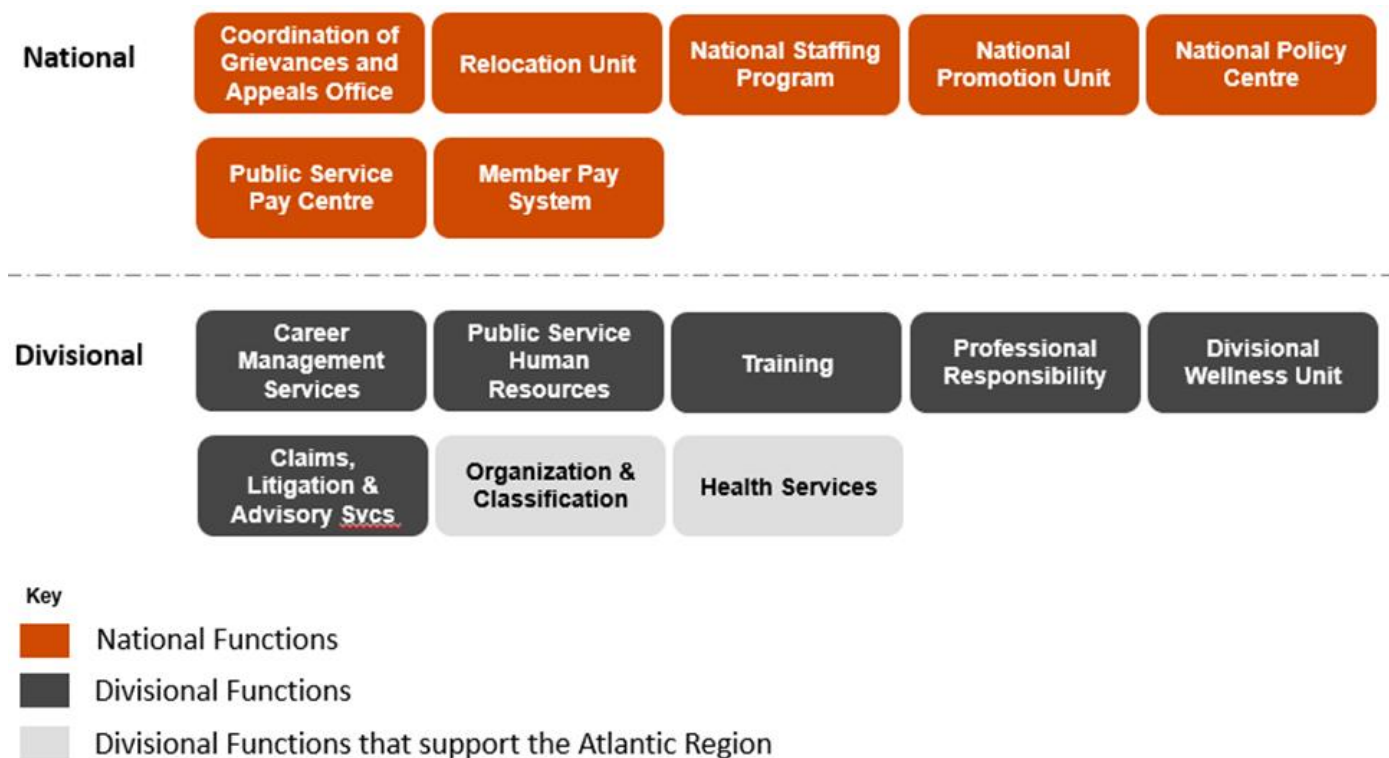 National
Coordination of
Grievances and
Appeals Office
Relocation Unit
National Staffing
Program
National
Promotion Unit
National Policy
Centre
Public Service
Pay Centre
Member Pay
System
Divisional
Career
Management
Services
Public Service
Human
Resources
Training
Professional
Responsibility
Divisional
Wellness Unit
Claims,
Litigation &
Advisory Svcs
Organization &
Classification
Health Services
Key
National Functions
Divisional Functions
Divisional Functions that support the Atlantic Region